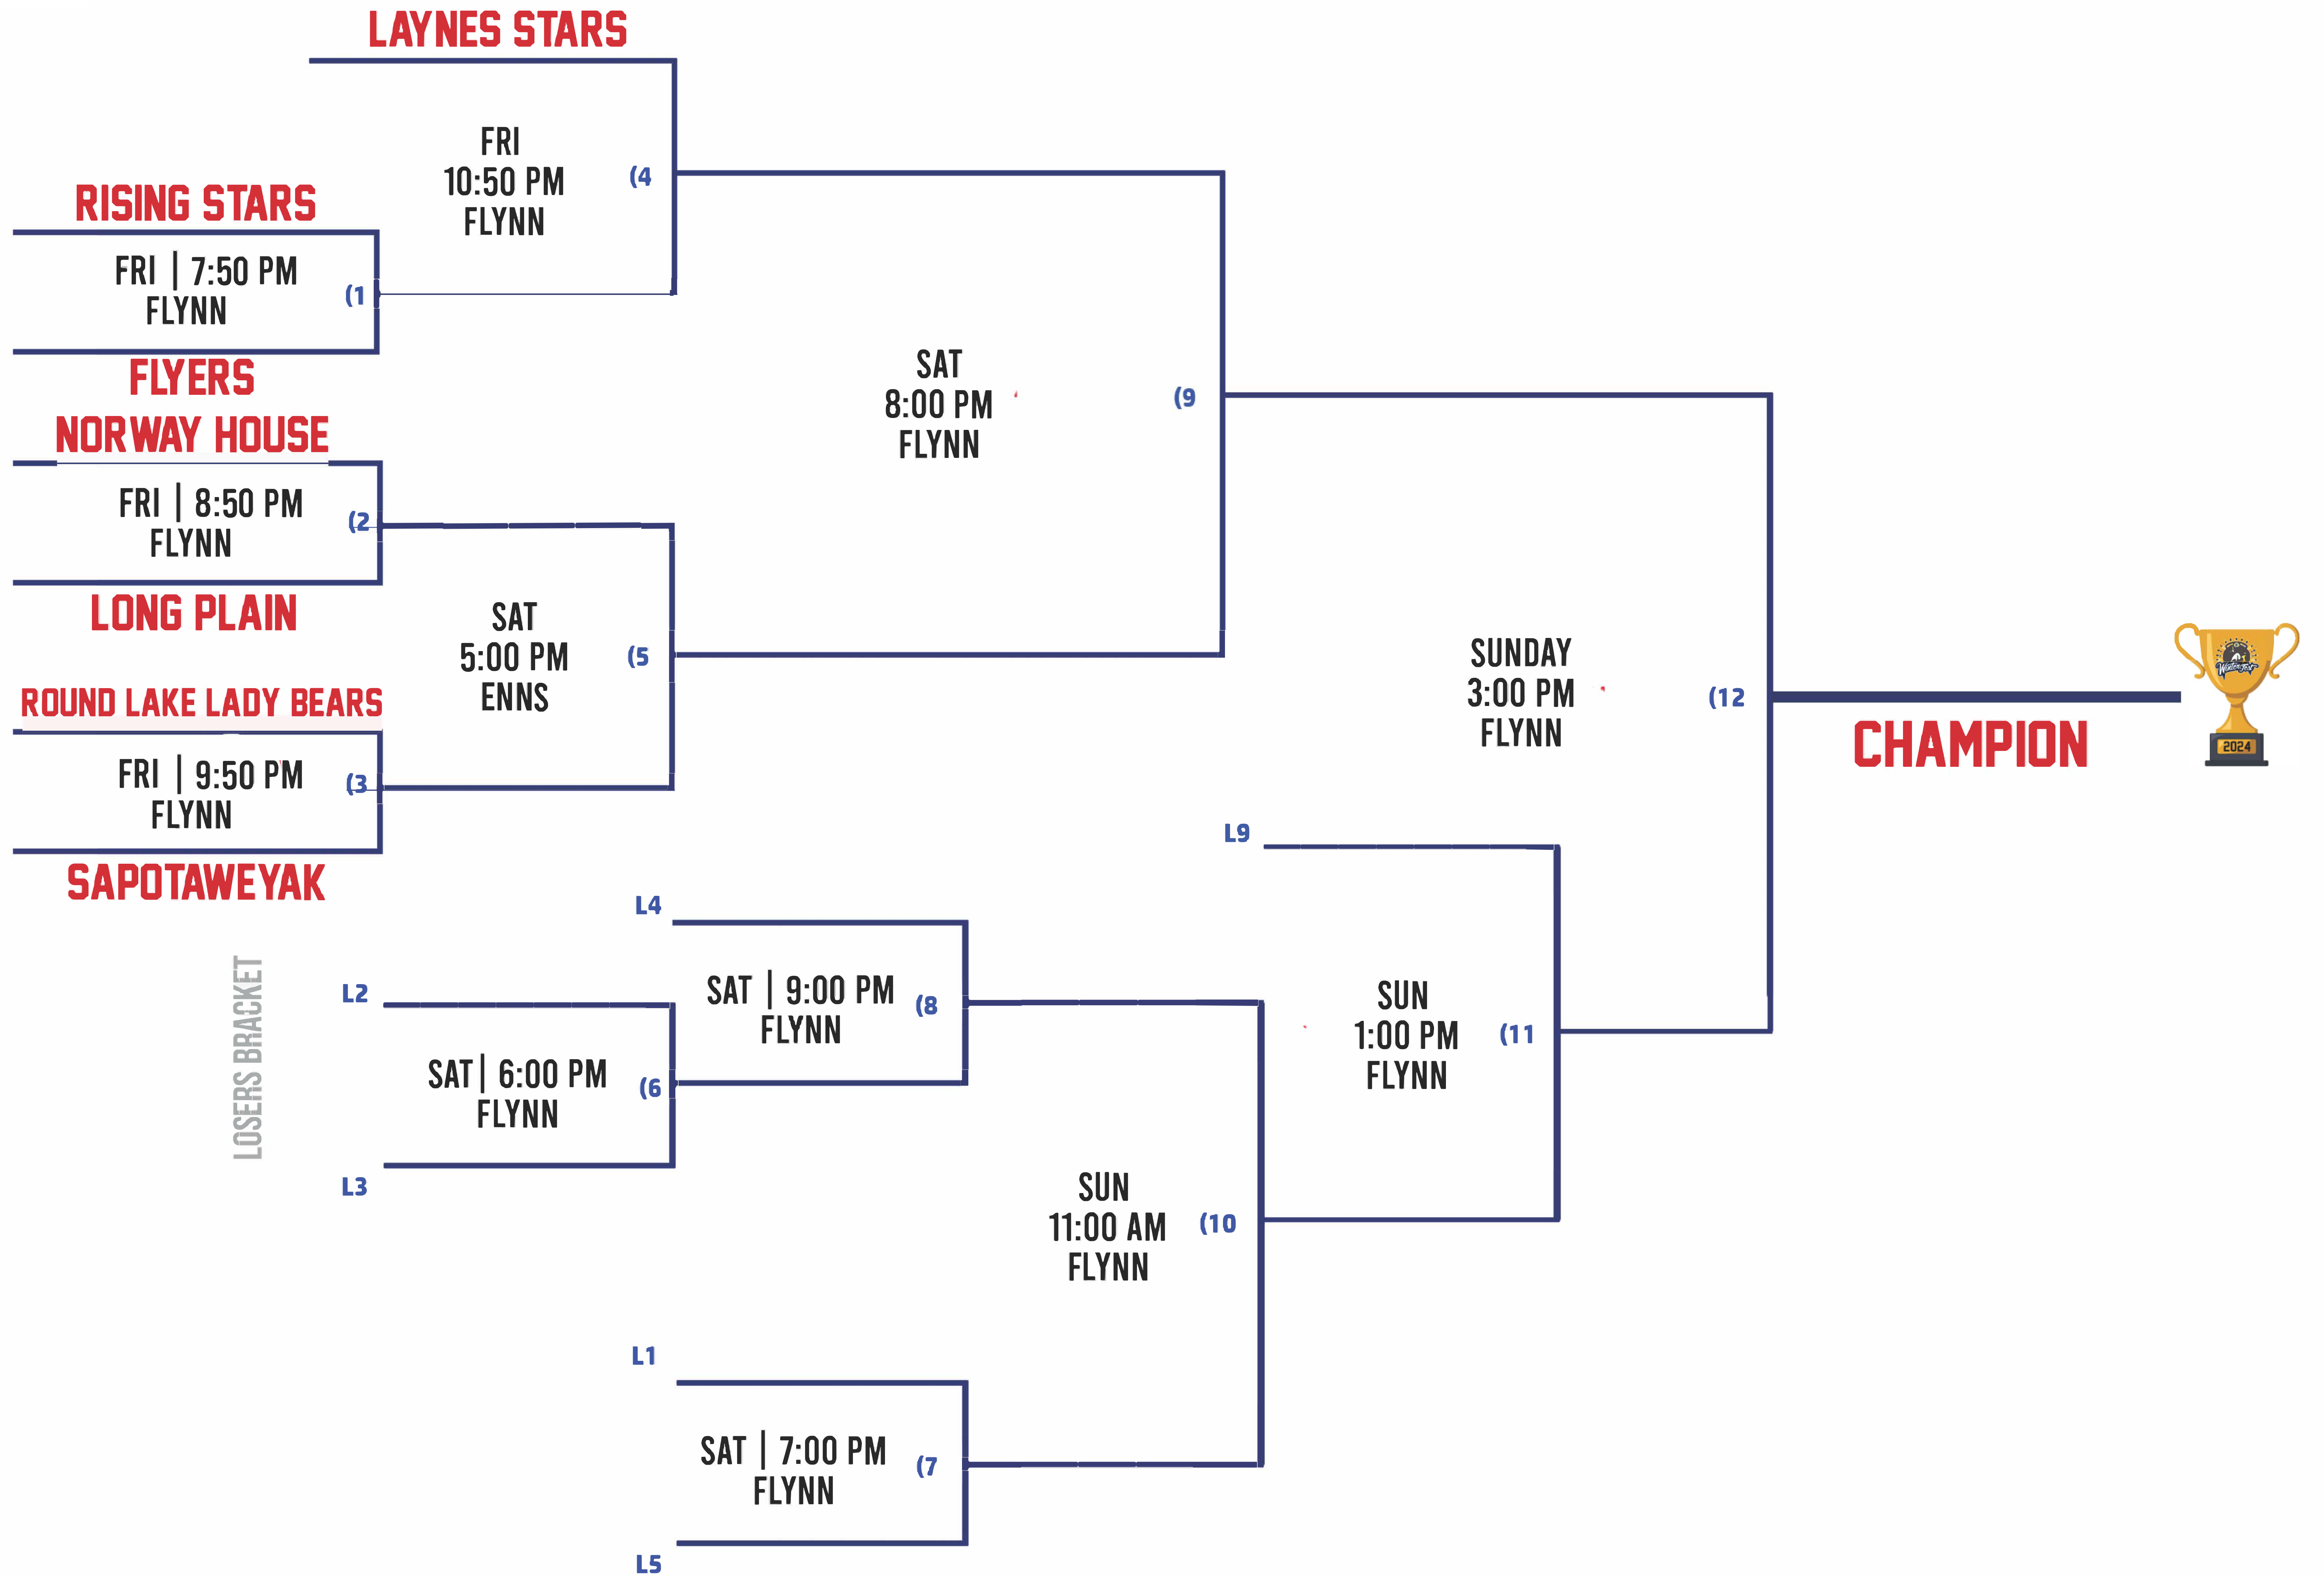 LAYNES STARS
FRI
10:50 PM
FLYNN
(4
RISING STARS
FRI | 7:50 PM
FLYNN
(1
FLYERS
NORWAY HOUSE
FRI | 8:50 PM
FLYNN
(2
LONG PLAIN
SAT
8:00 PM
FLYNN
(9
SAT
5:00 PM
ENNS
(5
ROUND LAKE LADY BEARS
FRI | 9:50 PM
FLYNN
(3
SAPOTAWEYAK
SUNDAY
3:00 PM
FLYNN
(12
CHAMPION
Winterfest
2024
LOSERS BRACKET
L9
L4
SAT | 9:00 PM
FLYNN
(8
L2
SAT| 6:00 PM
FLYNN
(6
L3
SUN
1:00 PM
FLYNN
(11
SUN
11:00 AM
FLYNN
(10
L1
SAT | 7:00 PM
FLYNN
(7
L5